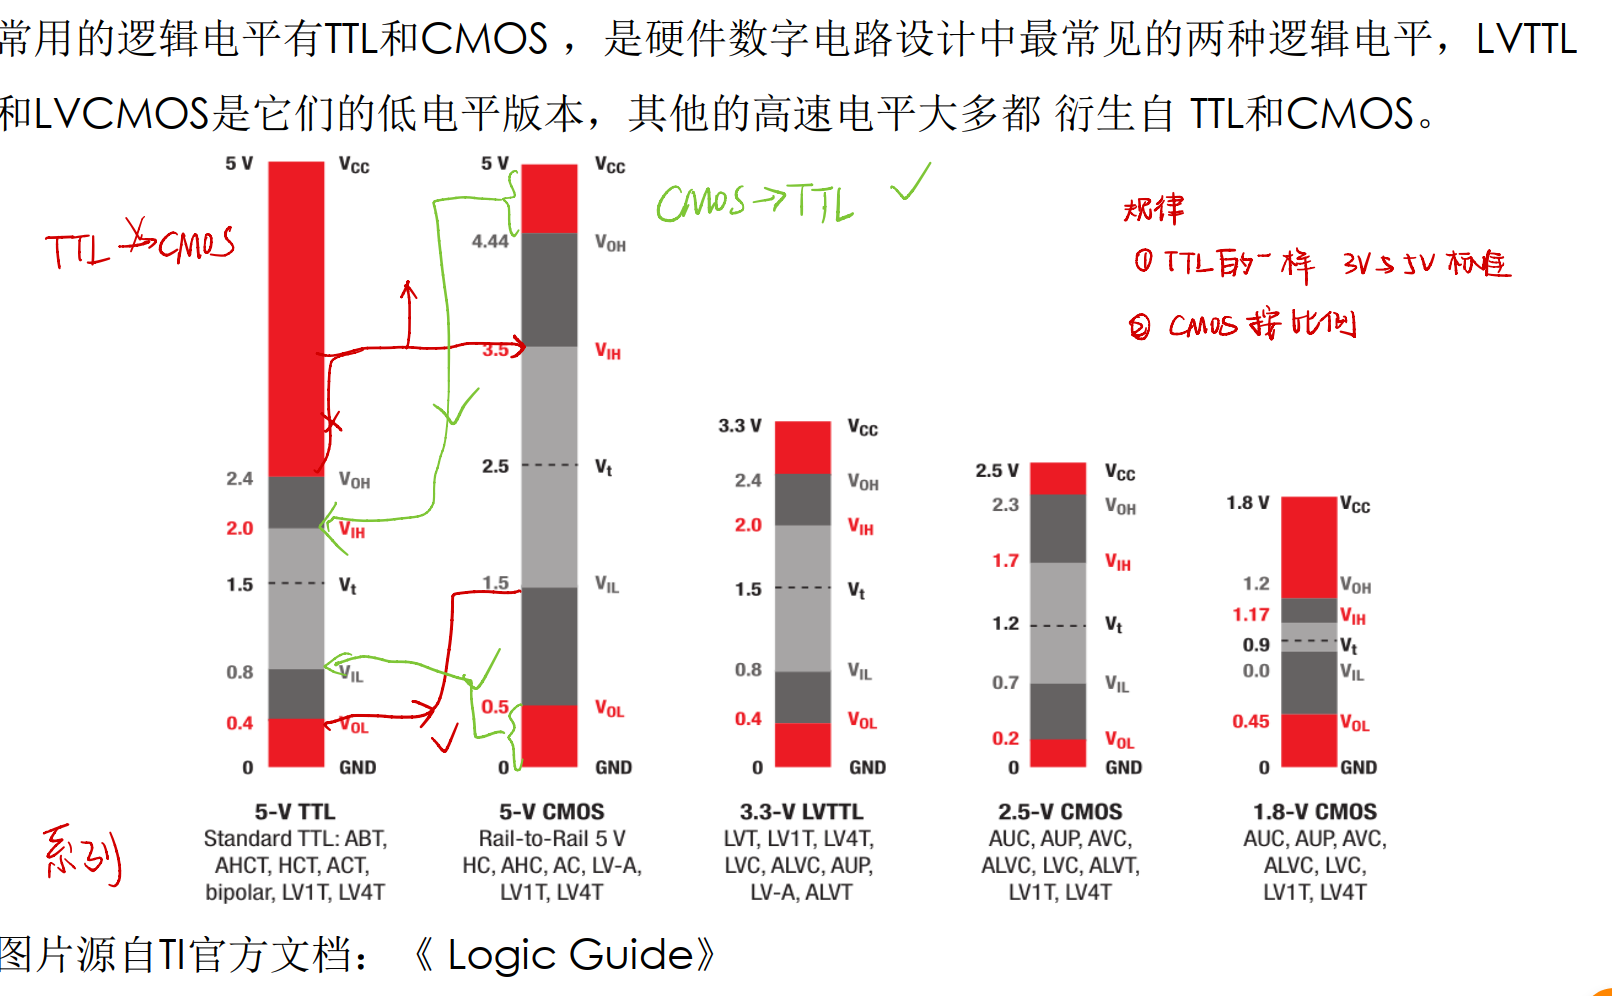 常用的逻辑电平有TTL和CMOS，是硬件数字电路设计中最常见的两种逻辑电平，LVTTL
和LVCMOS是它们的低电平版本，其他的高速电平大多都 衍生自 TTL和CMOS。
TTL CMOS
CMOS→TTL ✓
规律
① TTL的一样 3V与5V标准
② CMOS按比例
5 V VCC
2.4 VOH
2.0 VIH
1.5 Vt
0.8 VIL
0.4 VOL
0 GND
5-V TTL
Standard TTL: ABT,
AHCT, HCT, ACT,
bipolar, LV1T, LV4T
5 V VCC
4.44 VOH
3.5 VIH
2.5 Vt
1.5 VIL
0.5 VOL
0 GND
5-V CMOS
Rail-to-Rail 5 V
HC, AHC, AC, LV-A,
LV1T, LV4T
3.3 V VCC
2.4 VOH
2.0 VIH
1.5 Vt
0.8 VIL
0.4 VOL
0 GND
3.3-V LVTTL
LVT, LV1T, LV4T,
LVC, ALVC, AUP,
LV-A, ALVT
2.5 V VCC
2.3 VOH
1.7 VIH
1.2 Vt
0.7 VIL
0.2 VOL
0 GND
2.5-V CMOS
AUC, AUP, AVC,
ALVC, LVC, ALVT,
LV1T, LV4T
1.8 V VCC
1.2 VOH
1.17 VIH
0.9 Vt
0.0 VIL
0.45 VOL
0 GND
1.8-V CMOS
AUC, AUP, AVC,
ALVC, LVC,
LV1T, LV4T
系列
图片源自TI官方文档：《 Logic Guide》